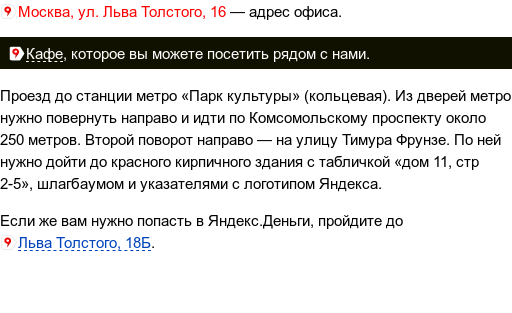 Москва, ул. Льва Толстого, 16 — адрес офиса.
Кафе, которое вы можете посетить рядом с нами.
Проезд до станции метро «Парк культуры» (кольцевая). Из дверей метро
нужно повернуть направо и идти по Комсомольскому проспекту около
250 метров. Второй поворот направо — на улицу Тимура Фрунзе. По ней
нужно дойти до красного кирпичного здания с табличкой «дом 11, стр
2-5», шлагбаумом и указателями с логотипом Яндекса.
Если же вам нужно попасть в Яндекс.Деньги, пройдите до
Льва Толстого, 18Б.